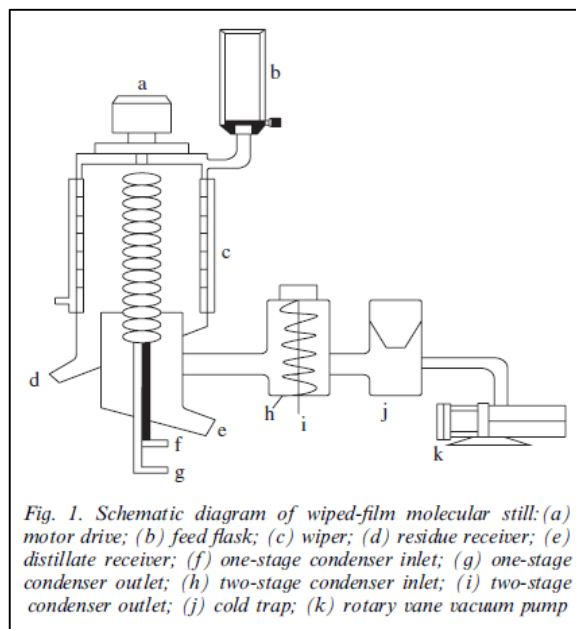 a
b
c
d
e
f
g
h
i
j
k
Fig. 1. Schematic diagram of wiped-film molecular still:(a)
motor drive; (b) feed flask; (c) wiper; (d) residue receiver; (e)
distillate receiver; (f) one-stage condenser inlet; (g) one-stage
condenser outlet; (h) two-stage condenser inlet; (i) two-stage
condenser outlet; (j) cold trap; (k) rotary vane vacuum pump